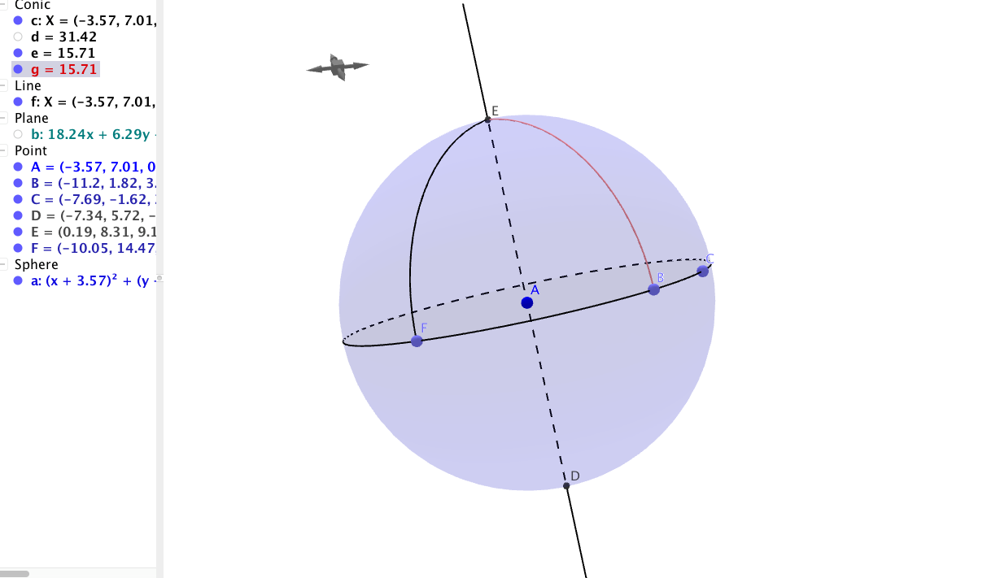 Conic
c: X = (-3.57, 7.01,
d = 31.42
e = 15.71
g = 15.71
Line
f: X = (-3.57, 7.01,
Plane
b: 18.24x + 6.29y
Point
A = (-3.57, 7.01, 0
B = (-11.2, 1.82, 3.
C = (-7.69, -1.62,
D = (-7.34, 5.72, -
E = (0.19, 8.31, 9.1
F = (-10.05, 14.47
Sphere
a: (x + 3.57)² + (y -
E
C
B
A
F
D